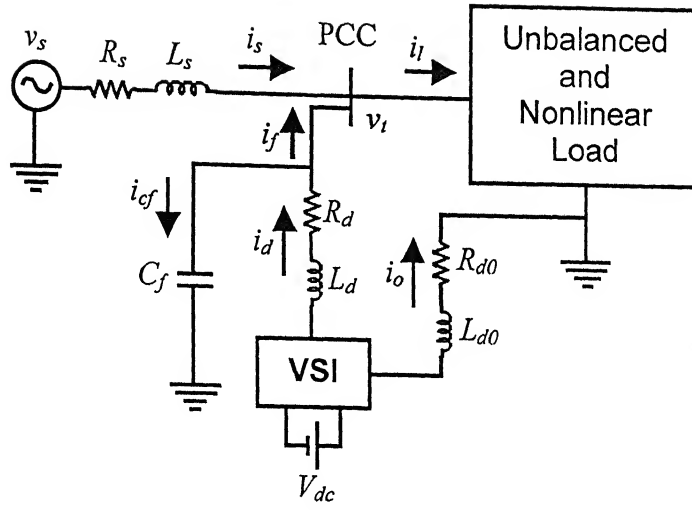 v_s
R_s
L_s
i_s
PCC
i_l
Unbalanced
and
Nonlinear
Load
i_f
v_t
i_cf
R_d
i_d
C_f
L_d
i_o
R_d0
L_d0
VSI
V_dc